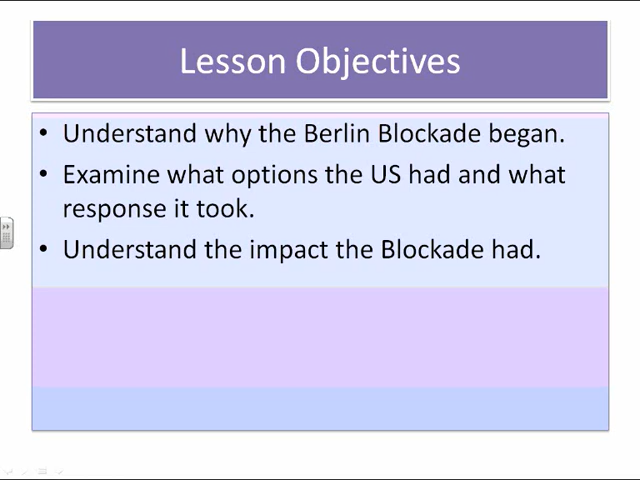 Lesson Objectives
• Understand why the Berlin Blockade began.
• Examine what options the US had and what
response it took.
• Understand the impact the Blockade had.